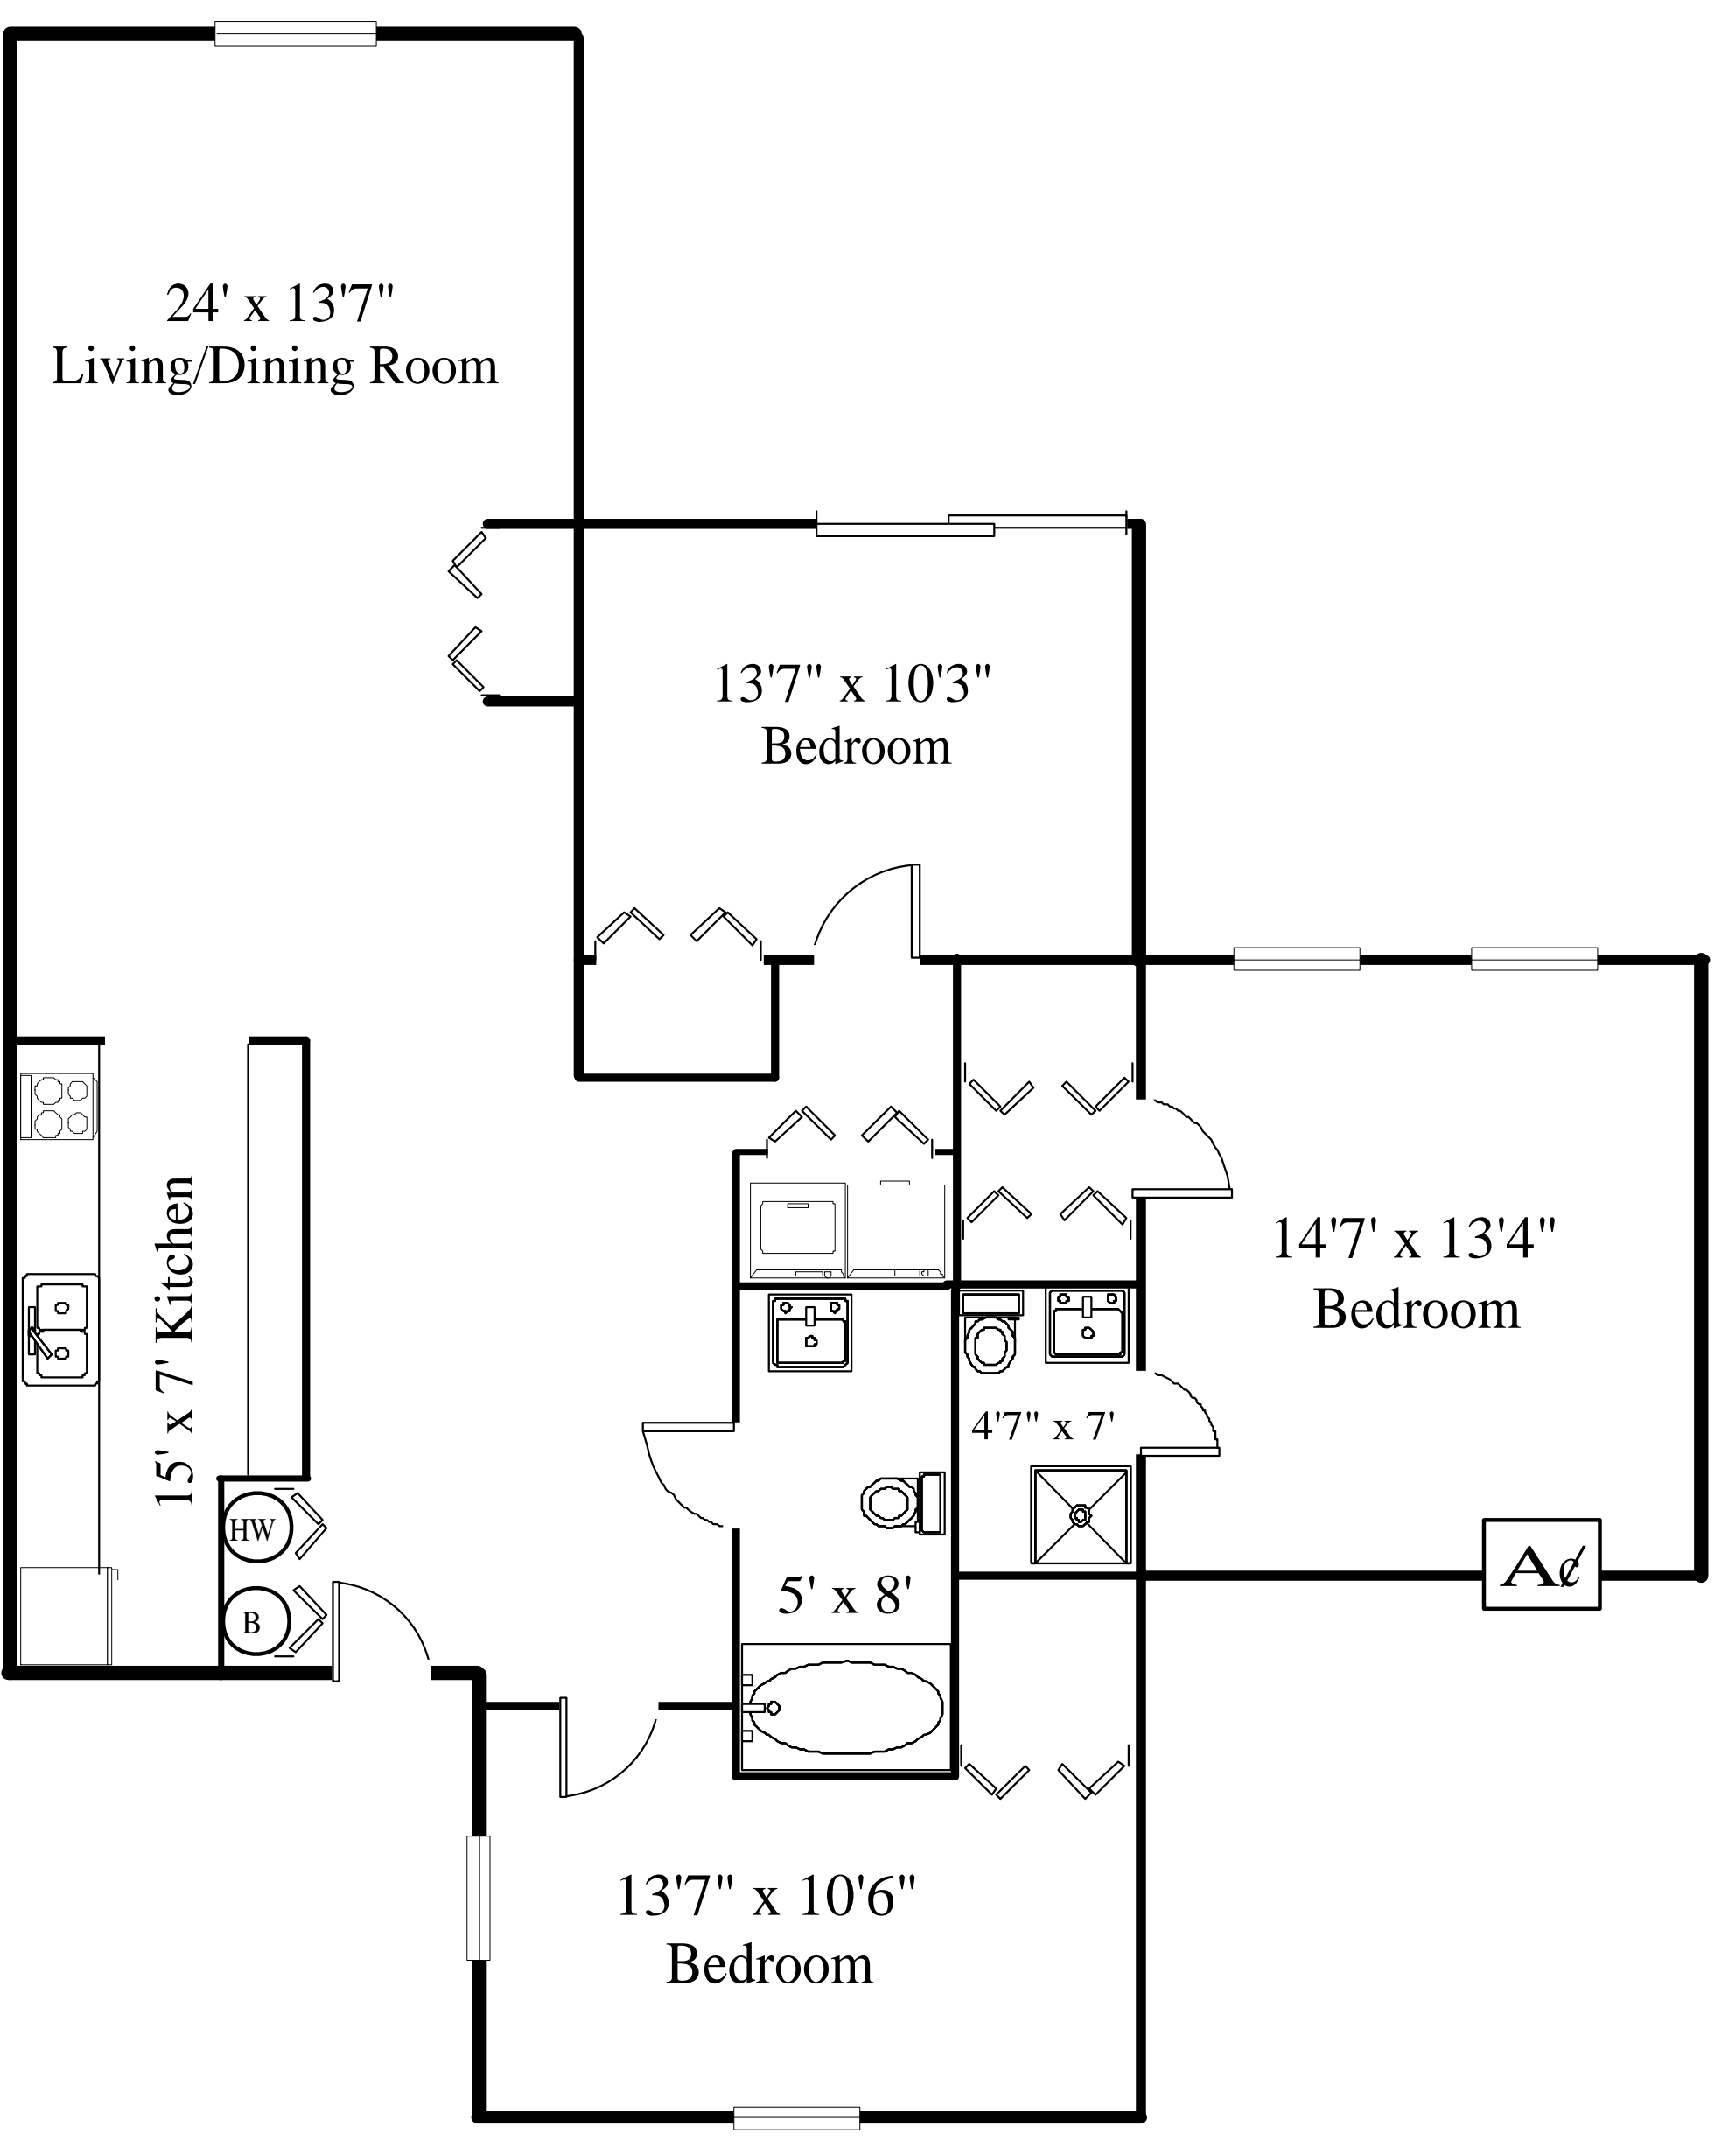 24' x 13'7"
Living/Dining Room
13'7" x 10'3"
Bedroom
15' x 7' Kitchen
14'7' x 13'4"
Bedroom
4'7" x 7'
HW
B
5' x 8'
A¢
13'7" x 10'6"
Bedroom